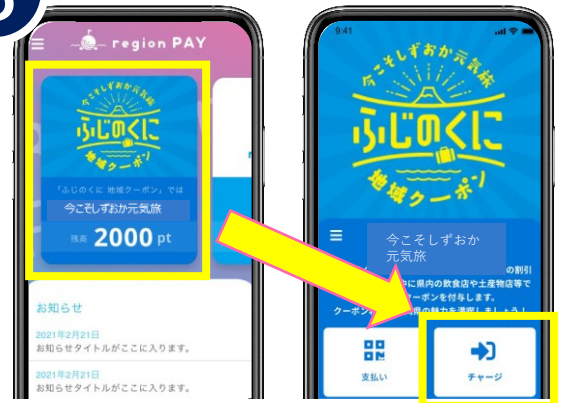 region PAY
今こそしずおか元気旅
ふじのくに
地域クーポン
「ふじのくに 地域クーポン」では
今こそしずおか元気旅
残高 2000 pt
お知らせ
2021年2月21日
お知らせタイトルがここに入ります。
2021年2月21日
お知らせタイトルがここに入ります。
9:41
今こそしずおか元気旅
ふじのくに
地域クーポン
今こそしずおか
元気旅
の割引
中に県内の飲食店や土産物店等で
ーポンを付与します。
クーポン
県の魅力を満喫しましょう！
支払い
チャージ